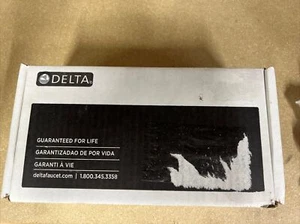 DELTA®
GUARANTEED FOR LIFE
GARANTIZADO DE POR VIDA
GARANTI À VIE
deltafaucet.com | 1.800.345.3358